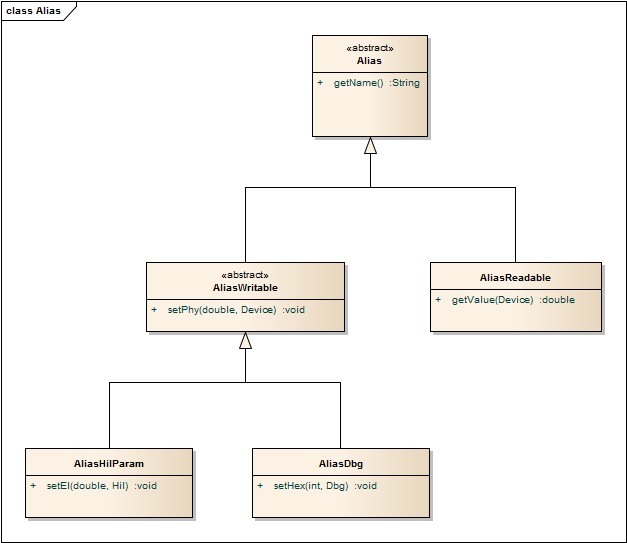 class Alias
«abstract»
Alias
+ getName() :String
«abstract»
AliasWritable
+ setPhy(double, Device) :void
AliasReadable
+ getValue(Device) :double
AliasHilParam
+ setEl(double, Hil) :void
AliasDbg
+ setHex(int, Dbg) :void